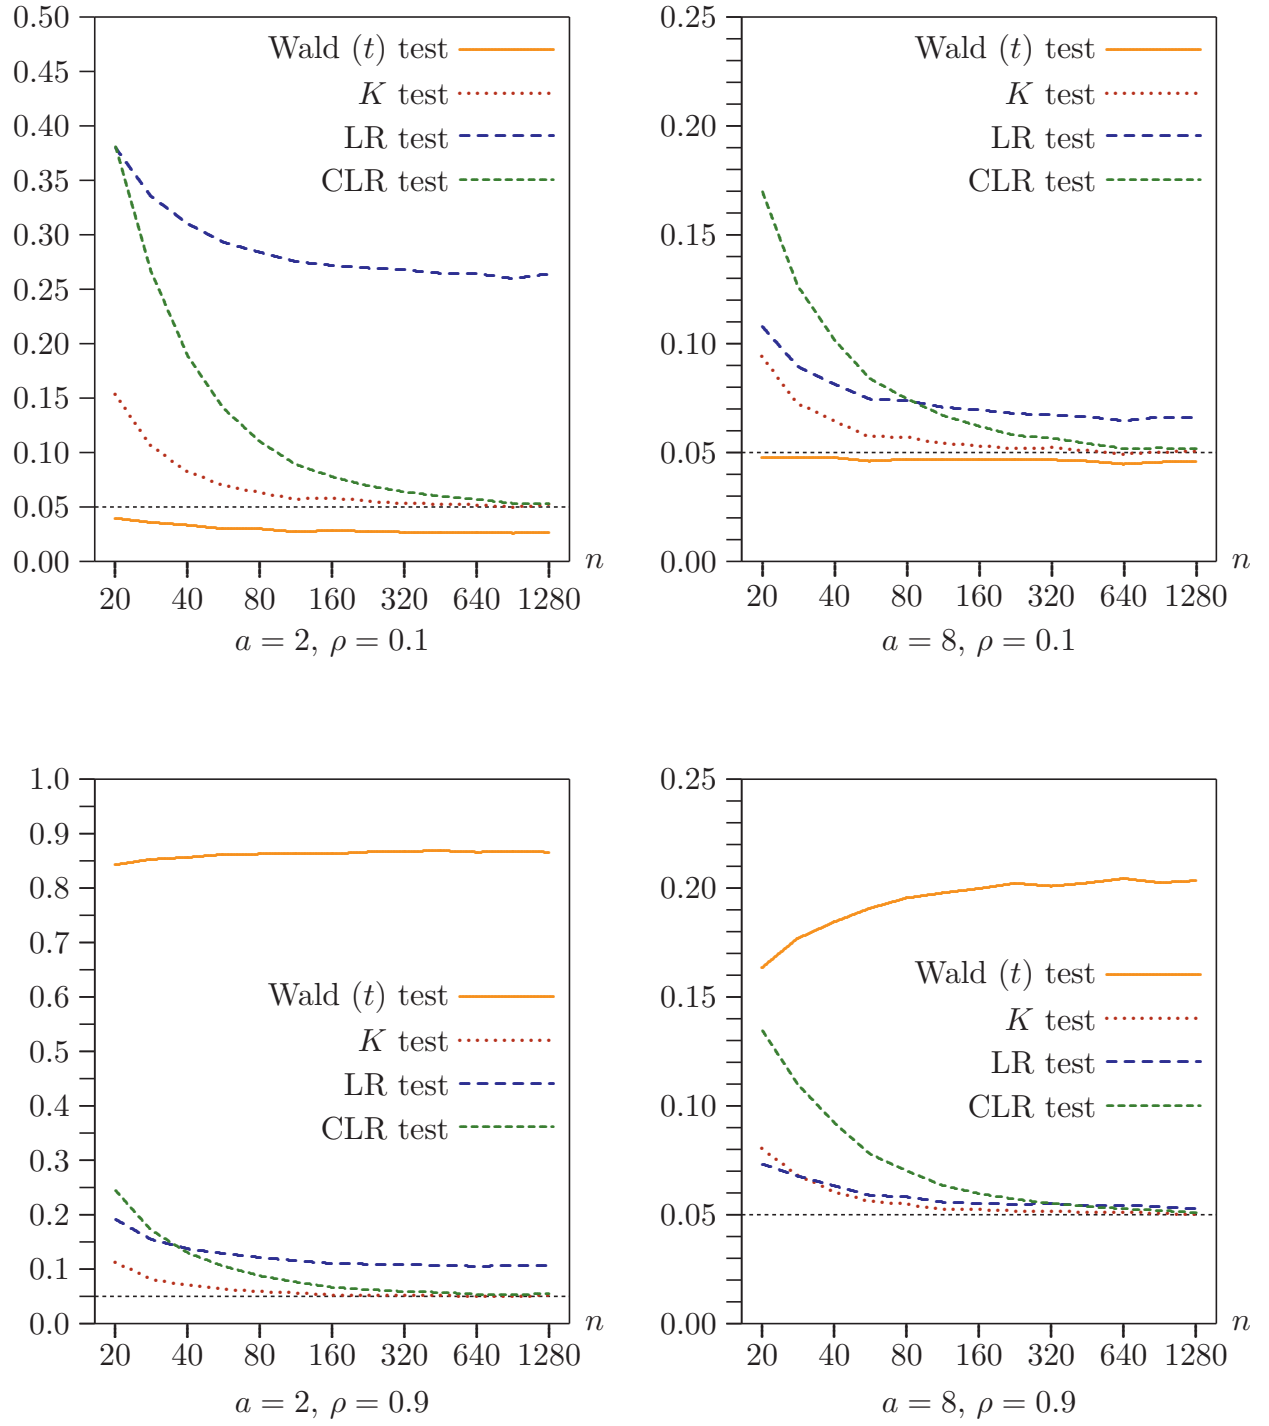 0.50
0.45
0.40
0.35
0.30
0.25
0.20
0.15
0.10
0.05
0.00
Wald (t) test
K test
LR test
CLR test
20 40 80 160 320 640 1280
n
a = 2, ρ = 0.1
0.25
0.20
0.15
0.10
0.05
0.00
Wald (t) test
K test
LR test
CLR test
20 40 80 160 320 640 1280
n
a = 8, ρ = 0.1
1.0
0.9
0.8
0.7
0.6
0.5
0.4
0.3
0.2
0.1
0.0
Wald (t) test
K test
LR test
CLR test
20 40 80 160 320 640 1280
n
a = 2, ρ = 0.9
0.25
0.20
0.15
0.10
0.05
0.00
Wald (t) test
K test
LR test
CLR test
20 40 80 160 320 640 1280
n
a = 8, ρ = 0.9